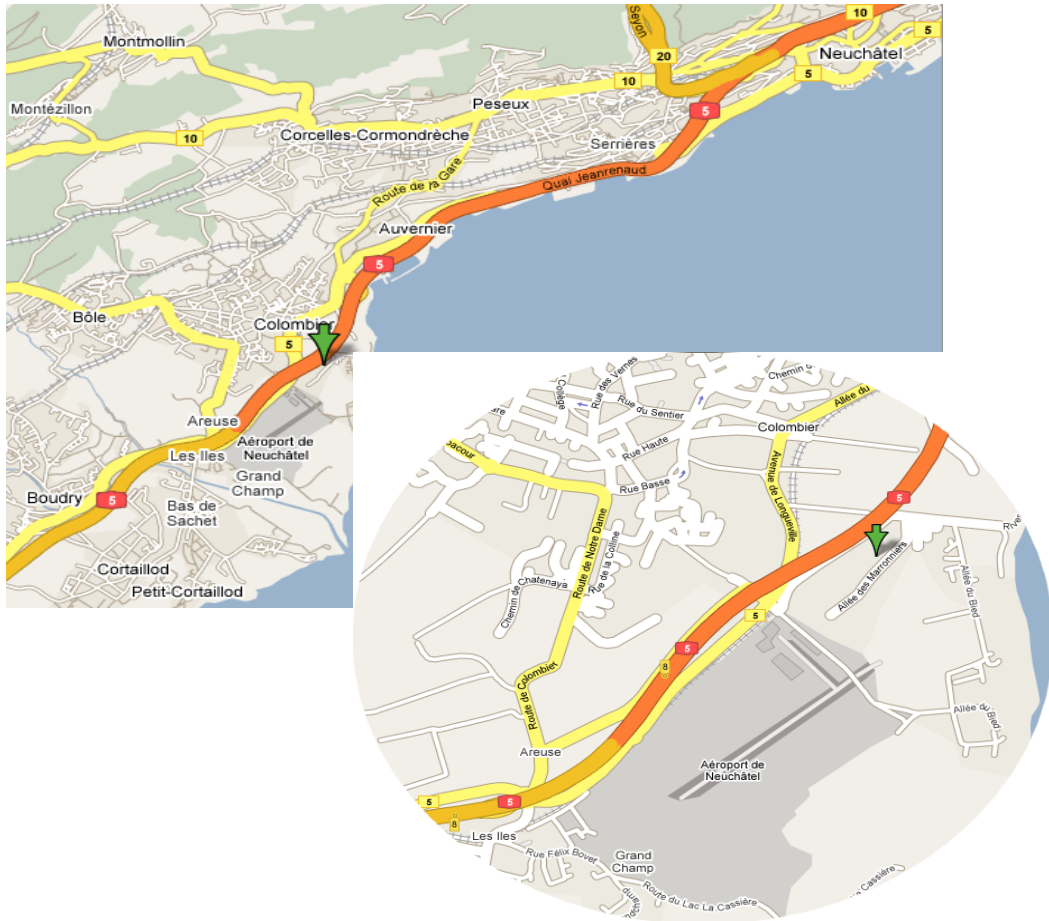 10
Seyon
Montmollin
Neuchâtel
5
20
5
10
Peseux
Montézillon
5
10
Corcelles-Cormondrèche
Serrières
Quai Jeanrenaud
Route de la Gare
Auvernier
5
Bôle
Colombier
5
Areuse
Aéroport de
Neuchâtel
Les Iles
Grand
Champ
Boudry
5
Bas de
Sachet
Cortaillod
Petit-Cortaillod
Chemin d
Rue des Vernes
Collège
Allée du
Rue du Sentier
Colombier
Rue Haute
Avenue de Longueville
Rue Basse
5
Route de Notre Dame
Rue de la Colline
Allée des Marronniers
Chemin de Chatenaya
Allée du Bied
5
5
8
Route de Colombier
Allée du Bied
Areuse
Aéroport de
Neuchâtel
5
5
8
Les Iles
Rue Félix Bovet
Grand
Champ
Route du Lac La Cassière
a Cassière